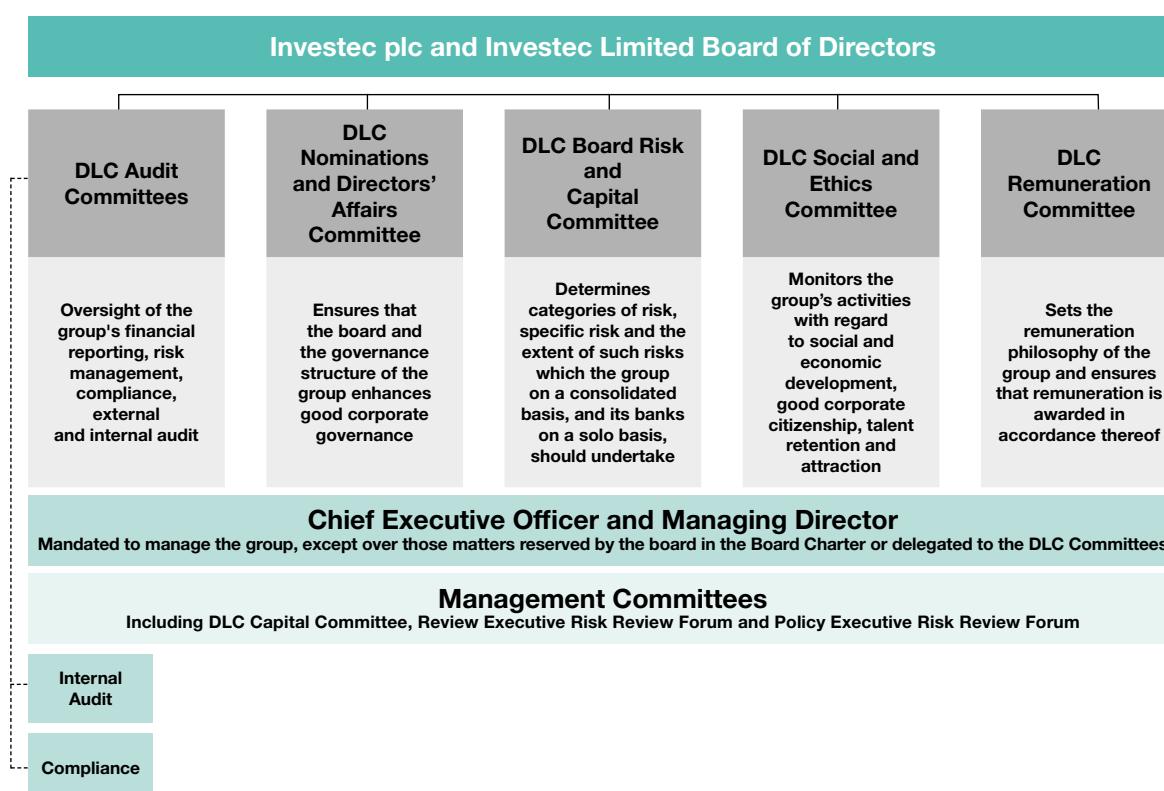 Investec plc and Investec Limited Board of Directors
DLC Audit
Committees
DLC
Nominations
and Directors’
Affairs
Committee
DLC Board Risk
and
Capital
Committee
DLC Social and
Ethics
Committee
DLC
Remuneration
Committee
Oversight of the
group's financial
reporting, risk
management,
compliance,
external
and internal audit
Ensures that
the board and
the governance
structure of the
group enhances
good corporate
governance
Determines
categories of risk,
specific risk and the
extent of such risks
which the group
on a consolidated
basis, and its banks
on a solo basis,
should undertake
Monitors the
group’s activities
with regard
to social and
economic
development,
good corporate
citizenship, talent
retention and
attraction
Sets the
remuneration
philosophy of the
group and ensures
that remuneration is
awarded in
accordance thereof
Chief Executive Officer and Managing Director
Mandated to manage the group, except over those matters reserved by the board in the Board Charter or delegated to the DLC Committees
Management Committees
Including DLC Capital Committee, Review Executive Risk Review Forum and Policy Executive Risk Review Forum
Internal
Audit
Compliance